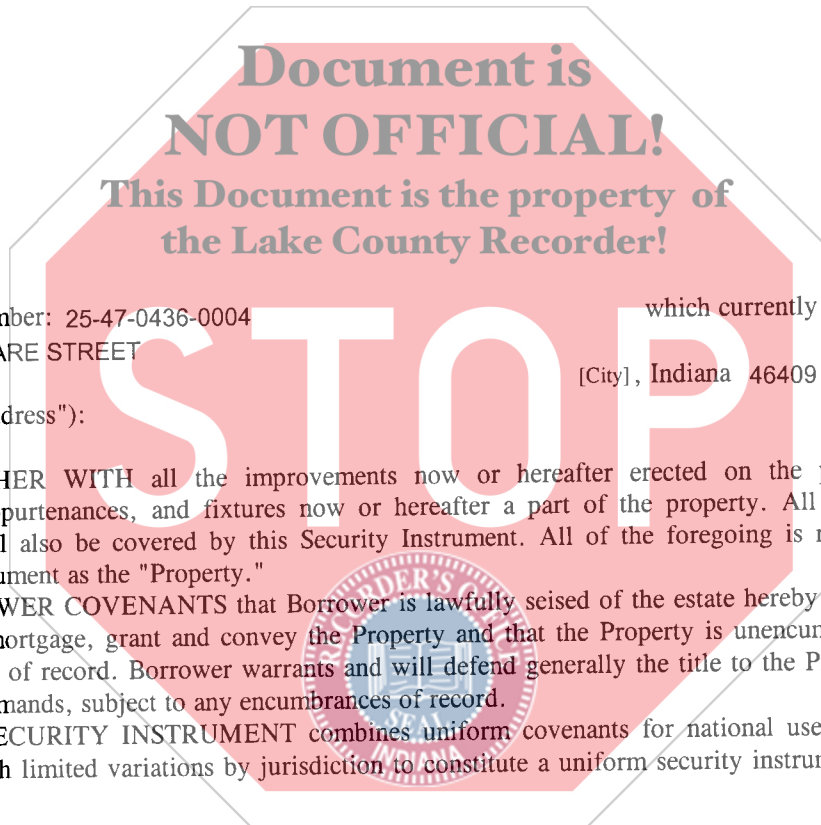 Document is
NOT OFFICIAL!
This Document is the property of
the Lake County Recorder!
STOP
nber: 25-47-0436-0004 which currently
ARE STREET
[City], Indiana 46409
dress"):
HER WITH all the improvements now or hereafter erected on the p
purtenances, and fixtures now or hereafter a part of the property. All
l also be covered by this Security Instrument. All of the foregoing is r
ument as the "Property."
WER COVENANTS that Borrower is lawfully seised of the estate hereby
mortgage, grant and convey the Property and that the Property is unencum
of record. Borrower warrants and will defend generally the title to the P
mands, subject to any encumbrances of record.
ECURITY INSTRUMENT combines uniform covenants for national use
h limited variations by jurisdiction to constitute a uniform security instrum
RECORDER'S OFFICE
SEAL
INDIANA